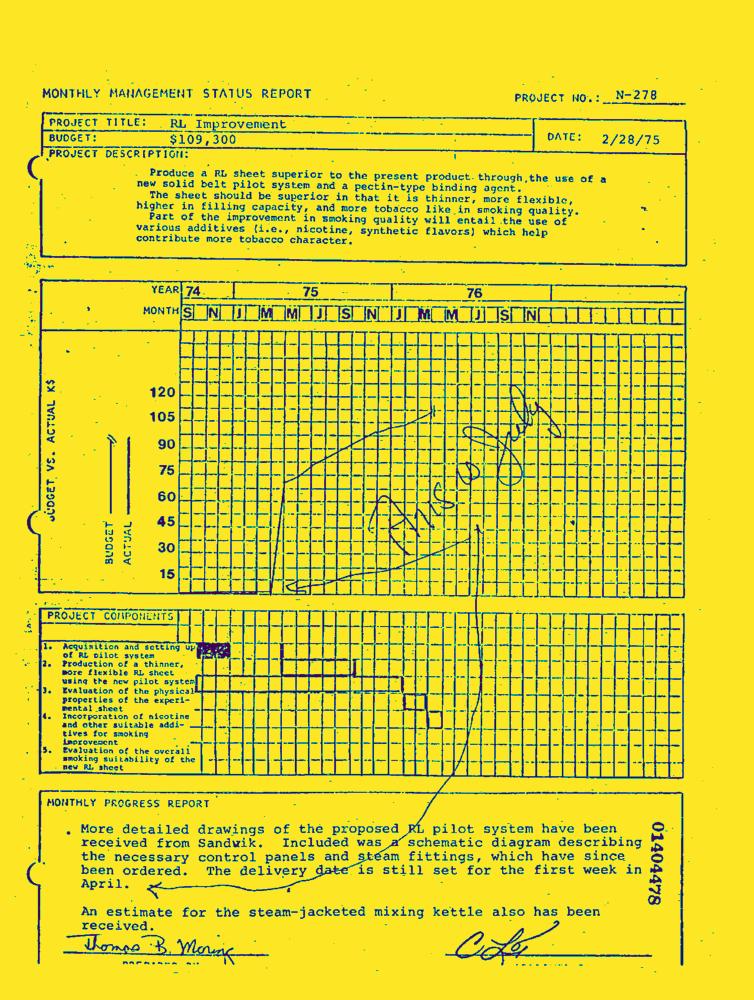 MONTHLY MANAGEMENT STATUS REPORT
PROJECT NO.: N-278
PROJECT TITLE: RL Improvement
BUDGET: $109,300
DATE: 2/28/75
PROJECT DESCRIPTION:
Produce a RL sheet superior to the present product through the use of a
new solid belt pilot system and a pectin-type binding agent.
The sheet should be superior in that it is thinner, more flexible,
higher in filling capacity, and more tobacco like in smoking quality.
Part of the improvement in smoking quality will entail the use of
various additives (i.e., nicotine, synthetic flavors) which help
contribute more tobacco character.
YEAR 74 75 76
MONTH S N J M M J S N J M M J S N
BUDGET VS. ACTUAL K$
BUDGET
ACTUAL
120
105
90
75
60
45
30
15
This is July
PROJECT COMPONENTS
1. Acquisition and setting up
of RL pilot system
2. Production of a thinner,
more flexible RL sheet
using the new pilot system
3. Evaluation of the physical
properties of the experi-
mental sheet
4. Incorporation of nicotine
and other suitable addi-
tives for smoking
improvement
5. Evaluation of the overall
smoking suitability of the
new RL sheet
MONTHLY PROGRESS REPORT
More detailed drawings of the proposed RL pilot system have been
received from Sandwik. Included was a schematic diagram describing
the necessary control panels and steam fittings, which have since
been ordered. The delivery date is still set for the first week in
April.
An estimate for the steam-jacketed mixing kettle also has been
received.
01404478
Thomas B. Moring